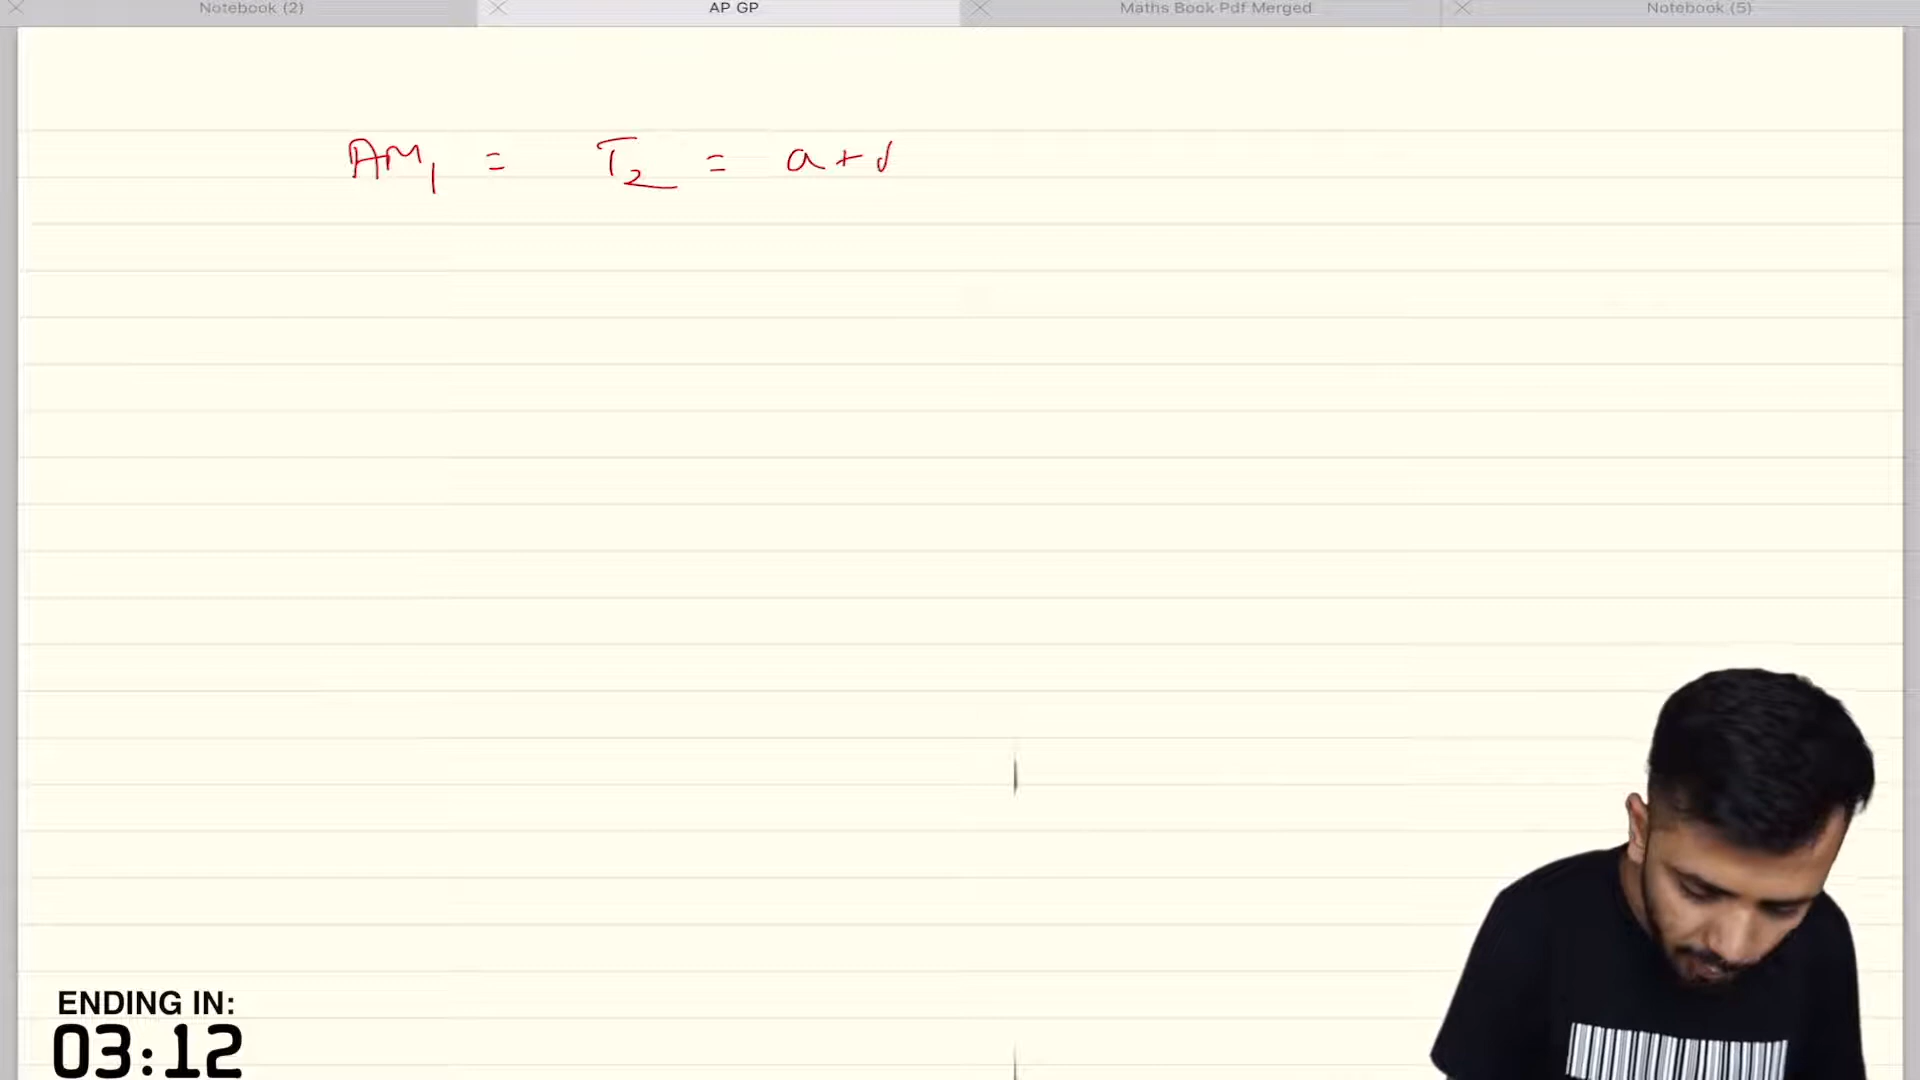 Notebook (2) AP GP Maths Book Pdf Merged Notebook (5)
AM₁ = T₂ = a+d
ENDING IN:
03:12